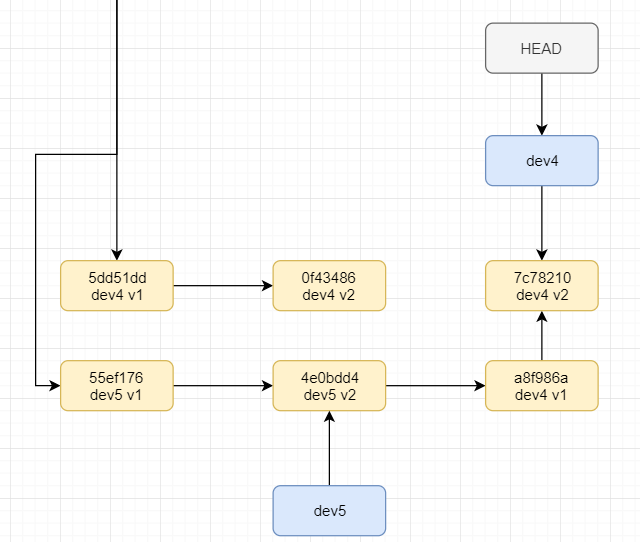 HEAD
dev4
5dd51dd
dev4 v1
0f43486
dev4 v2
7c78210
dev4 v2
55ef176
dev5 v1
4e0bdd4
dev5 v2
a8f986a
dev4 v1
dev5